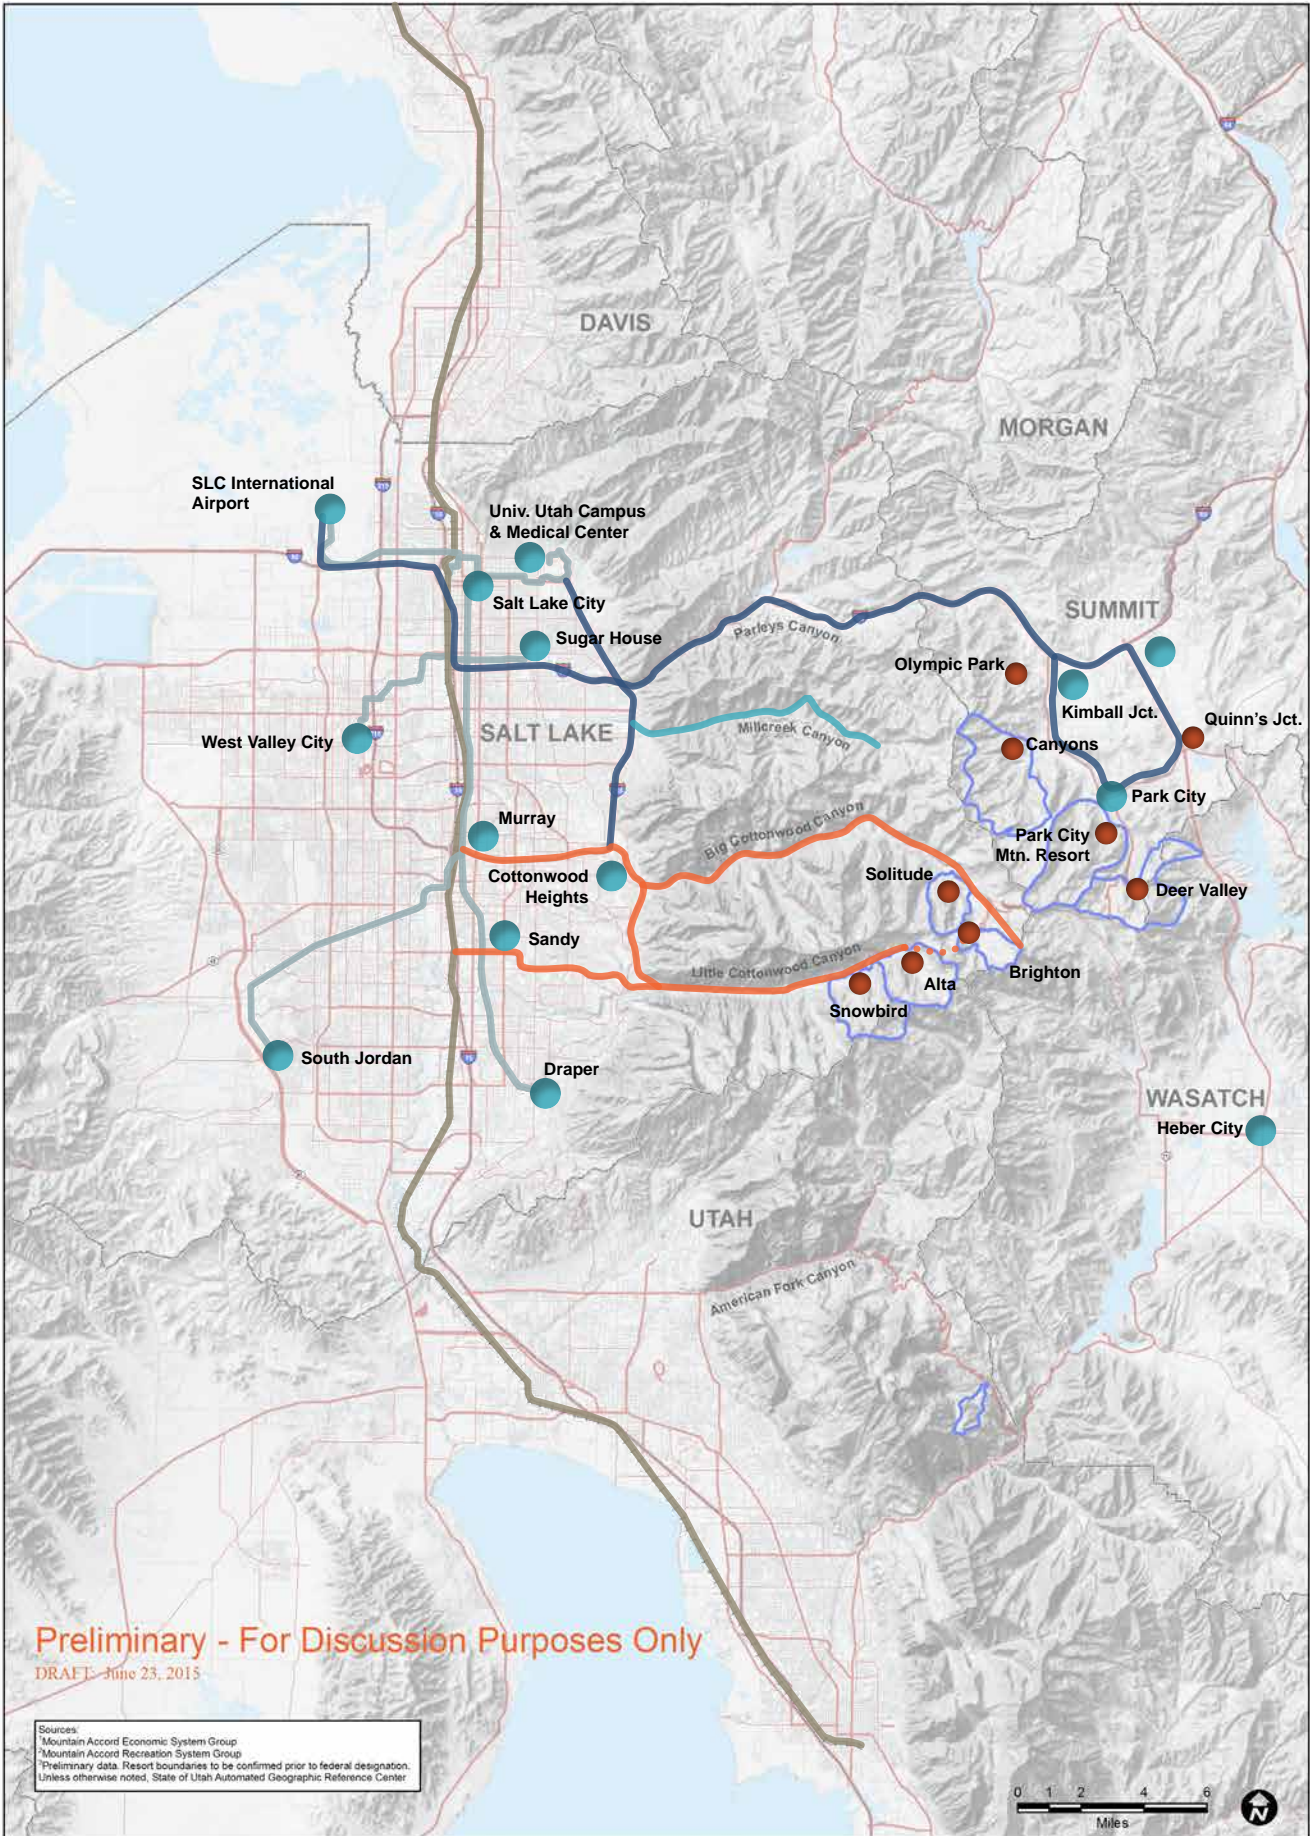 DAVIS
MORGAN
SLC International
Airport
Univ. Utah Campus
& Medical Center
Salt Lake City
Sugar House
Parleys Canyon
SUMMIT
Olympic Park
Kimball Jct.
Quinn's Jct.
West Valley City
SALT LAKE
Millcreek Canyon
Canyons
Park City
Murray
Big Cottonwood Canyon
Park City
Mtn. Resort
Cottonwood
Heights
Solitude
Deer Valley
Sandy
Little Cottonwood Canyon
Brighton
Alta
Snowbird
South Jordan
Draper
WASATCH
Heber City
UTAH
American Fork Canyon
Preliminary - For Discussion Purposes Only
DRAFT: June 23, 2015
Sources:
¹Mountain Accord Economic System Group
²Mountain Accord Recreation System Group
³Preliminary data. Resort boundaries to be confirmed prior to federal designation.
Unless otherwise noted, State of Utah Automated Geographic Reference Center
0 1 2 4 6
Miles
N